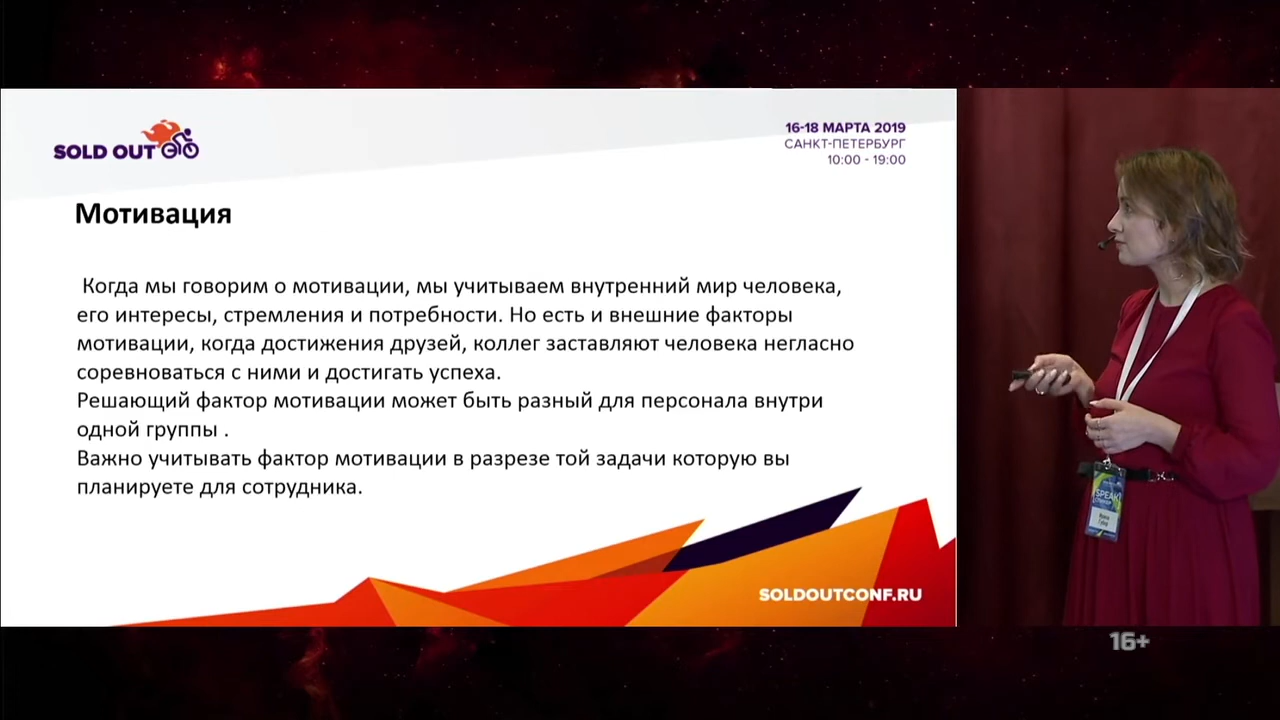 SOLD OUT
16-18 МАРТА 2019
САНКТ-ПЕТЕРБУРГ
10:00 - 19:00
Мотивация
Когда мы говорим о мотивации, мы учитываем внутренний мир человека,
его интересы, стремления и потребности. Но есть и внешние факторы
мотивации, когда достижения друзей, коллег заставляют человека негласно
соревноваться с ними и достигать успеха.
Решающий фактор мотивации может быть разный для персонала внутри
одной группы .
Важно учитывать фактор мотивации в разрезе той задачи которую вы
планируете для сотрудника.
SOLDOUTCONF.RU
16+